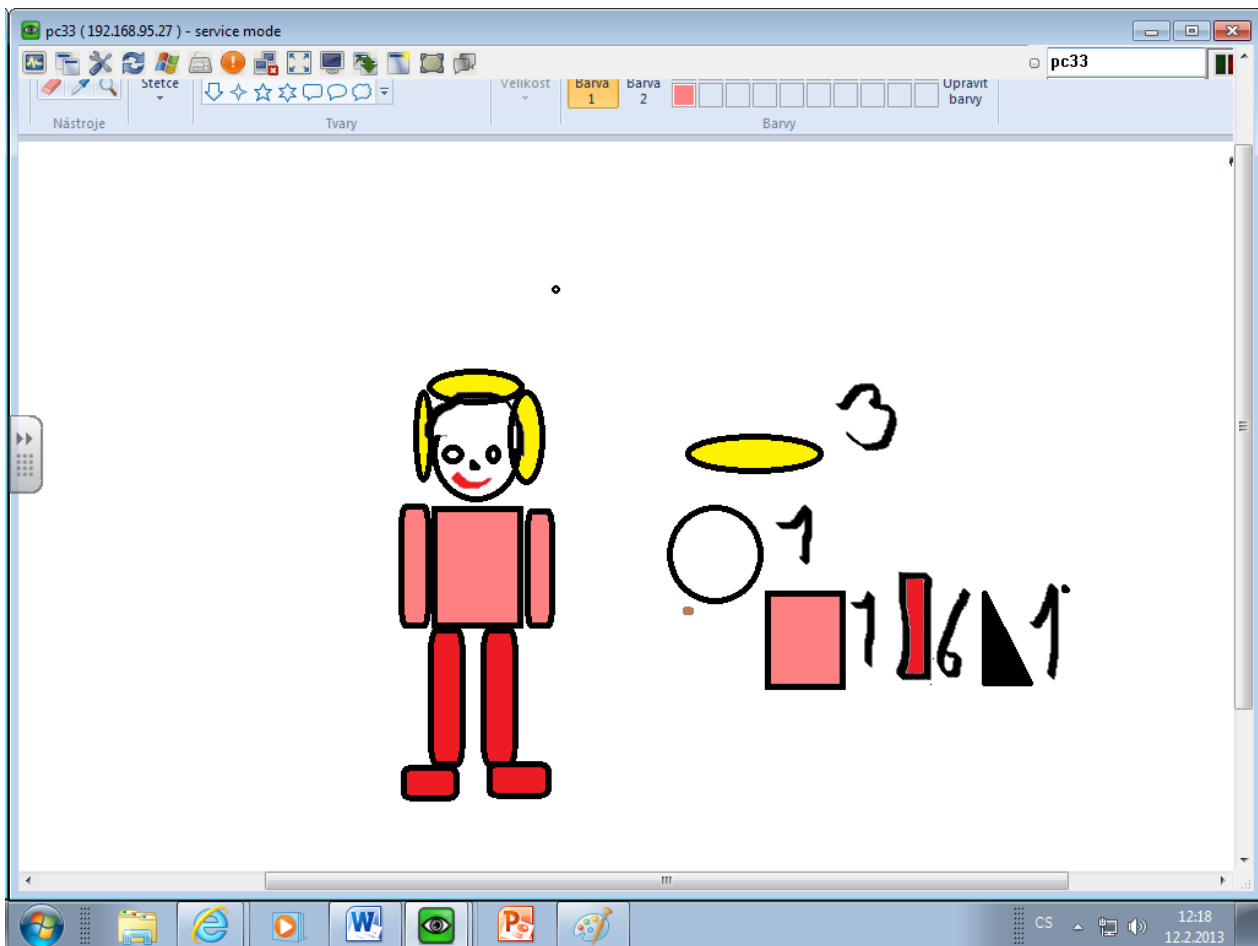 pc33 ( 192.168.95.27 ) - service mode
pc33
Štětce
Velikost
Barva 1
Barva 2
Upravit barvy
Nástroje
Tvary
Barvy
3
1
1 6 1
CS
12:18
12.2.2013